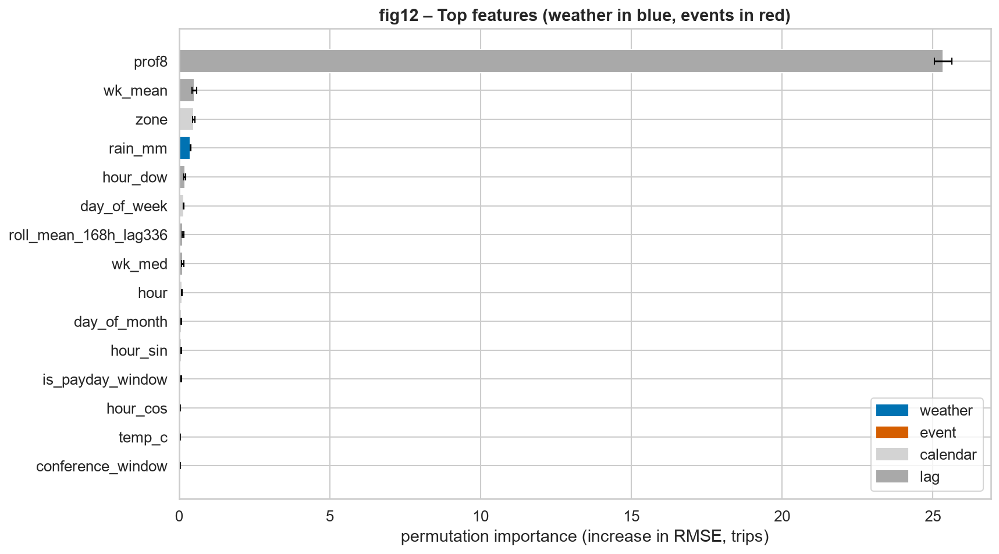 fig12 – Top features (weather in blue, events in red)
prof8
wk_mean
zone
rain_mm
hour_dow
day_of_week
roll_mean_168h_lag336
wk_med
hour
day_of_month
hour_sin
is_payday_window
hour_cos
temp_c
conference_window
weather
event
calendar
lag
0 5 10 15 20 25
permutation importance (increase in RMSE, trips)